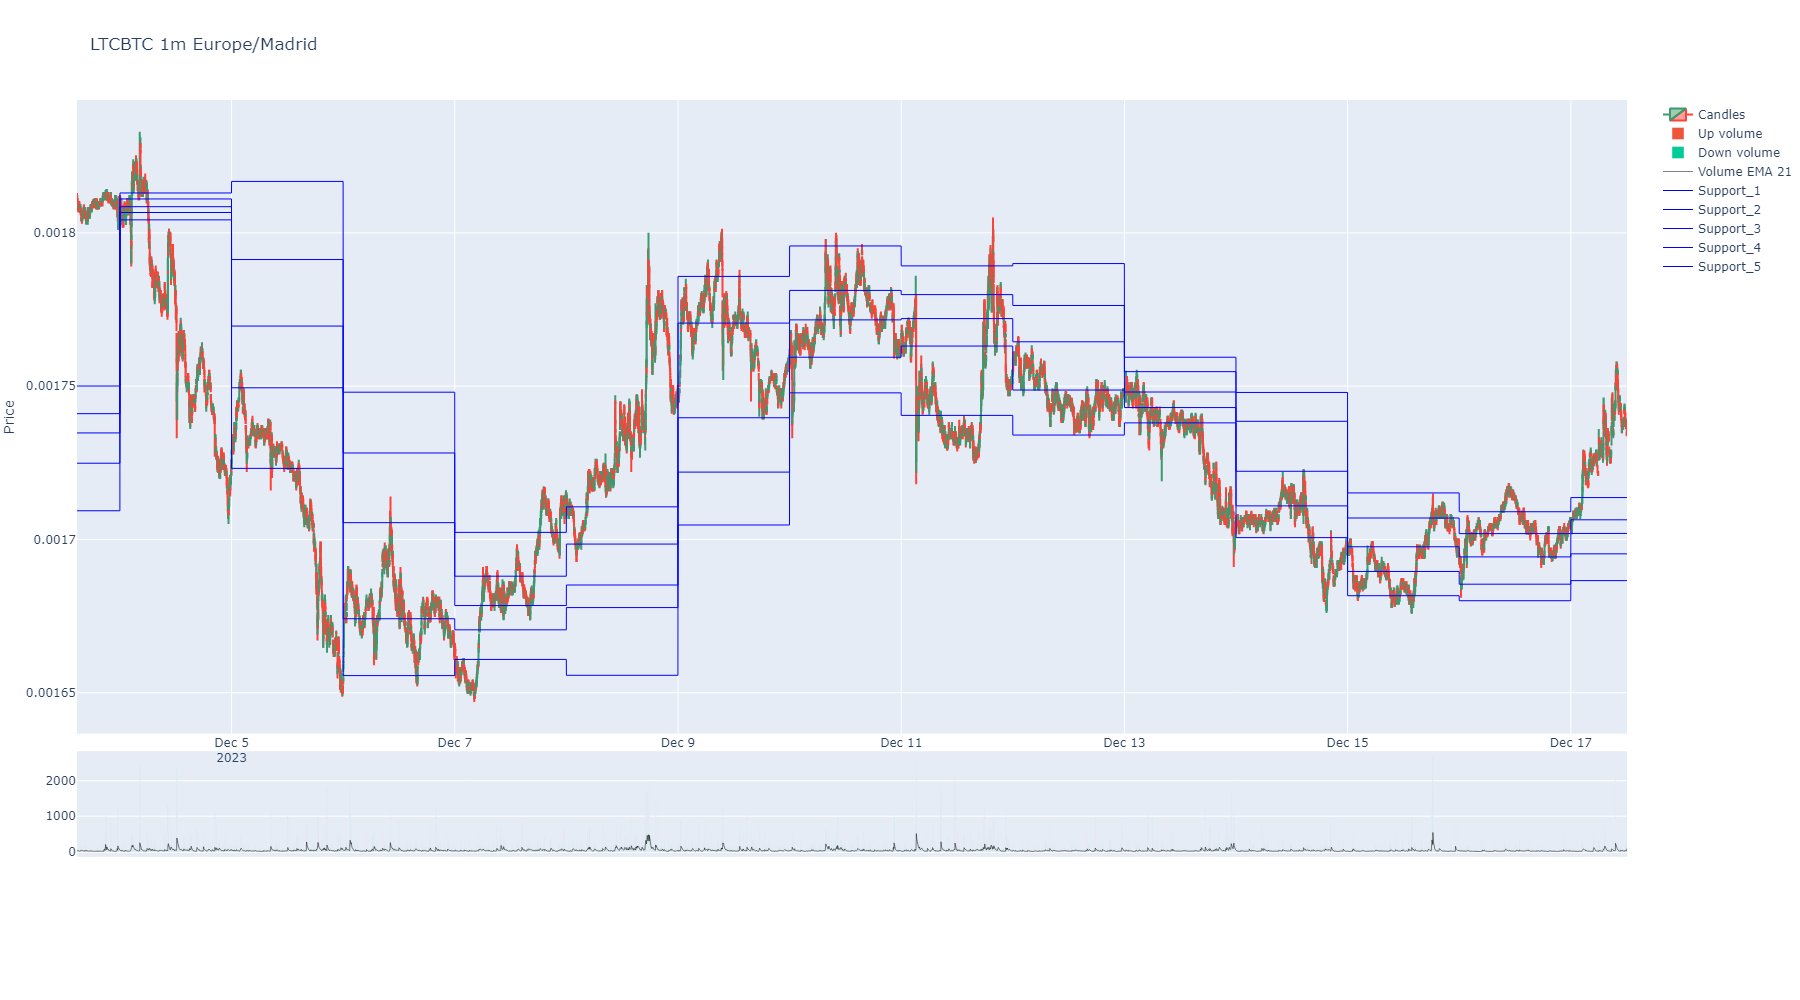 LTCBTC 1m Europe/Madrid
Candles
Up volume
Down volume
Volume EMA 21
Support_1
Support_2
Support_3
Support_4
Support_5
Price
0.0018
0.00175
0.0017
0.00165
Dec 5
2023
Dec 7
Dec 9
Dec 11
Dec 13
Dec 15
Dec 17
2000
1000
0